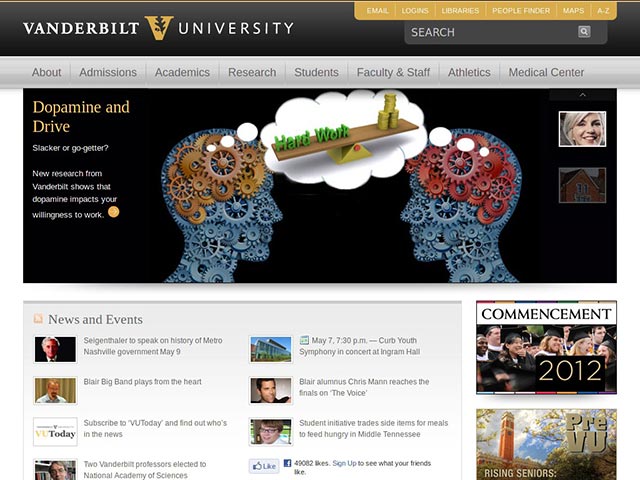 EMAIL LOGINS LIBRARIES PEOPLE FINDER MAPS A-Z
VANDERBILT V UNIVERSITY
SEARCH
About Admissions Academics Research Students Faculty & Staff Athletics Medical Center
Dopamine and
Drive
Slacker or go-getter?
New research from
Vanderbilt shows that
dopamine impacts your
willingness to work.
Hard Work
News and Events
Seigenthaler to speak on history of Metro
Nashville government May 9
May 7, 7:30 p.m. — Curb Youth
Symphony in concert at Ingram Hall
Blair Big Band plays from the heart
Blair alumnus Chris Mann reaches the
finals on ‘The Voice’
VUToday
Subscribe to ‘VUToday’ and find out who’s
in the news
Student initiative trades side items for meals
to feed hungry in Middle Tennessee
Two Vanderbilt professors elected to
National Academy of Sciences
Like
49082 likes. Sign Up to see what your friends
like.
COMMENCEMENT
2012
Pre
VU
RISING SENIORS: